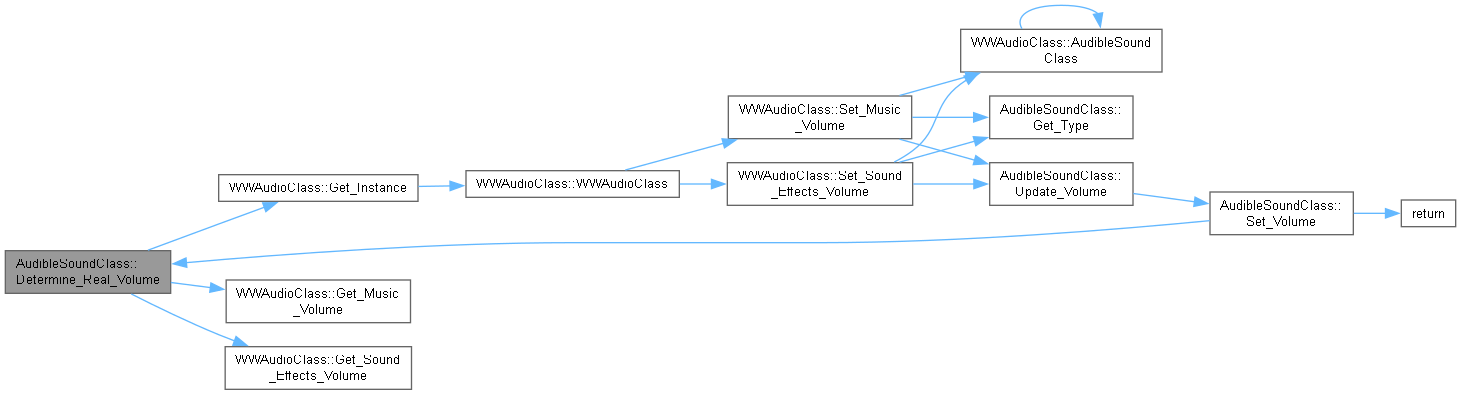 WWAudioClass::AudibleSound
Class
WWAudioClass::Set_Music
_Volume
AudibleSoundClass::
Get_Type
WWAudioClass::Get_Instance
WWAudioClass::WWAudioClass
WWAudioClass::Set_Sound
_Effects_Volume
AudibleSoundClass::
Update_Volume
AudibleSoundClass::
Set_Volume
return
AudibleSoundClass::
Determine_Real_Volume
WWAudioClass::Get_Music
_Volume
WWAudioClass::Get_Sound
_Effects_Volume